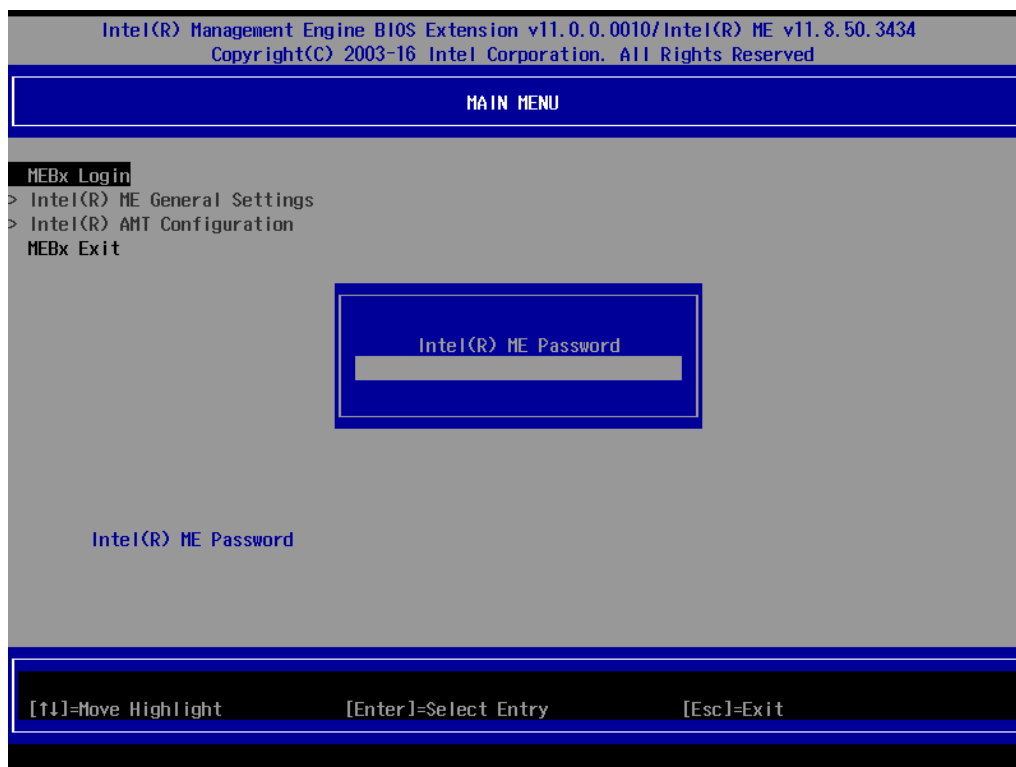 Intel(R) Management Engine BIOS Extension v11.0.0.0010/Intel(R) ME v11.8.50.3434
Copyright(C) 2003-16 Intel Corporation. All Rights Reserved
MAIN MENU
MEBx Login
> Intel(R) ME General Settings
> Intel(R) AMT Configuration
MEBx Exit
Intel(R) ME Password
Intel(R) ME Password
[↑↓]=Move Highlight [Enter]=Select Entry [Esc]=Exit